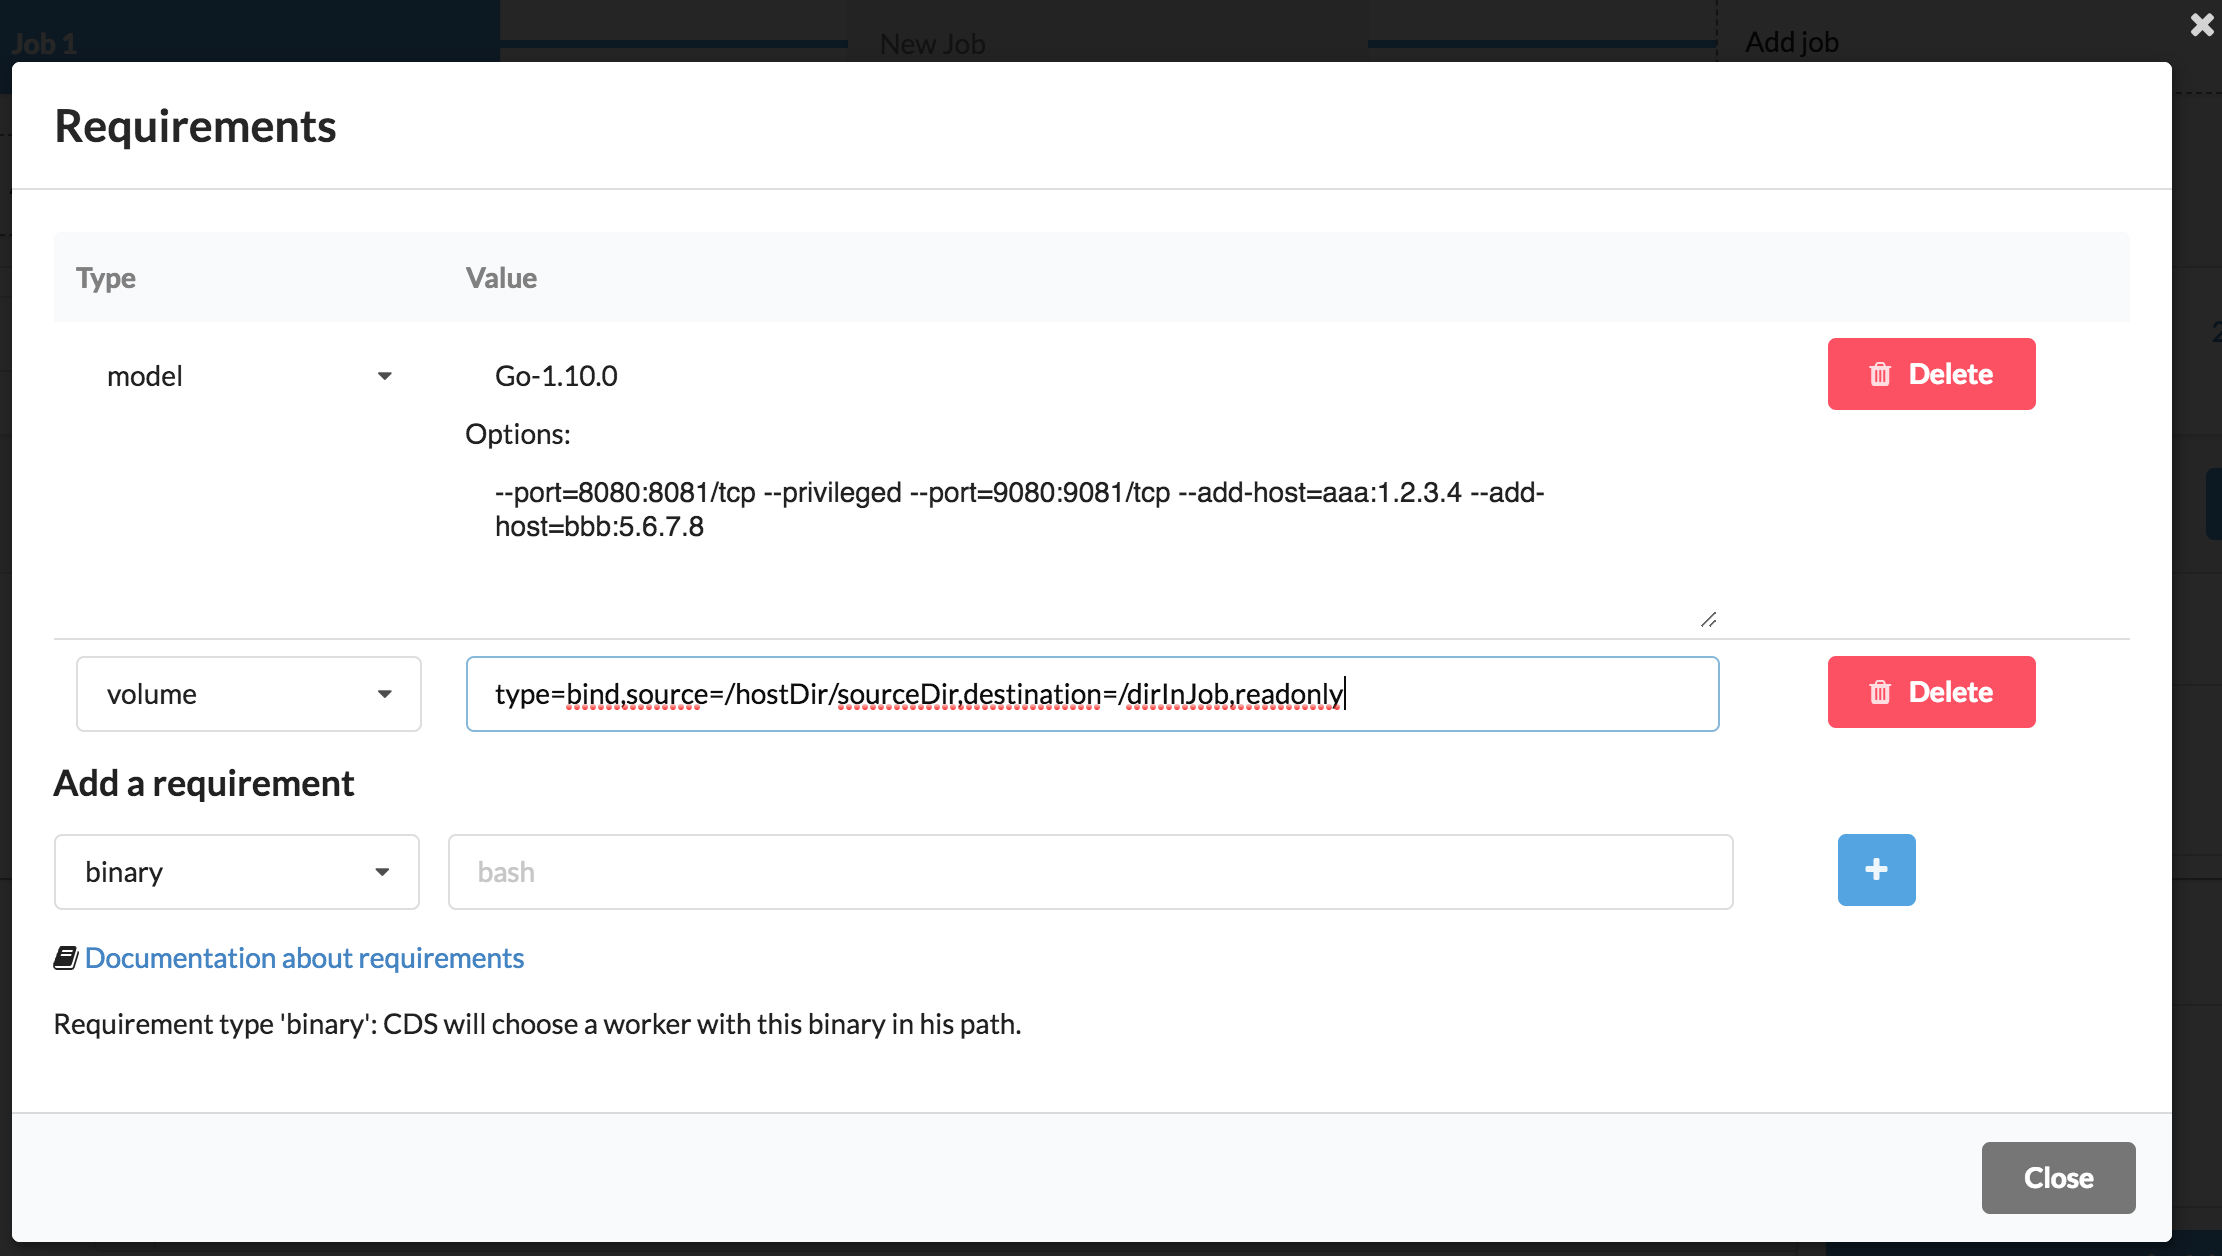 Job 1
New Job
Add job
Requirements
Type Value
model Go-1.10.0 Delete
Options:
--port=8080:8081/tcp --privileged --port=9080:9081/tcp --add-host=aaa:1.2.3.4 --add-
host=bbb:5.6.7.8
volume type=bind,source=/hostDir/sourceDir,destination=/dirInJob,readonly Delete
Add a requirement
binary bash
Documentation about requirements
Requirement type 'binary': CDS will choose a worker with this binary in his path.
Close